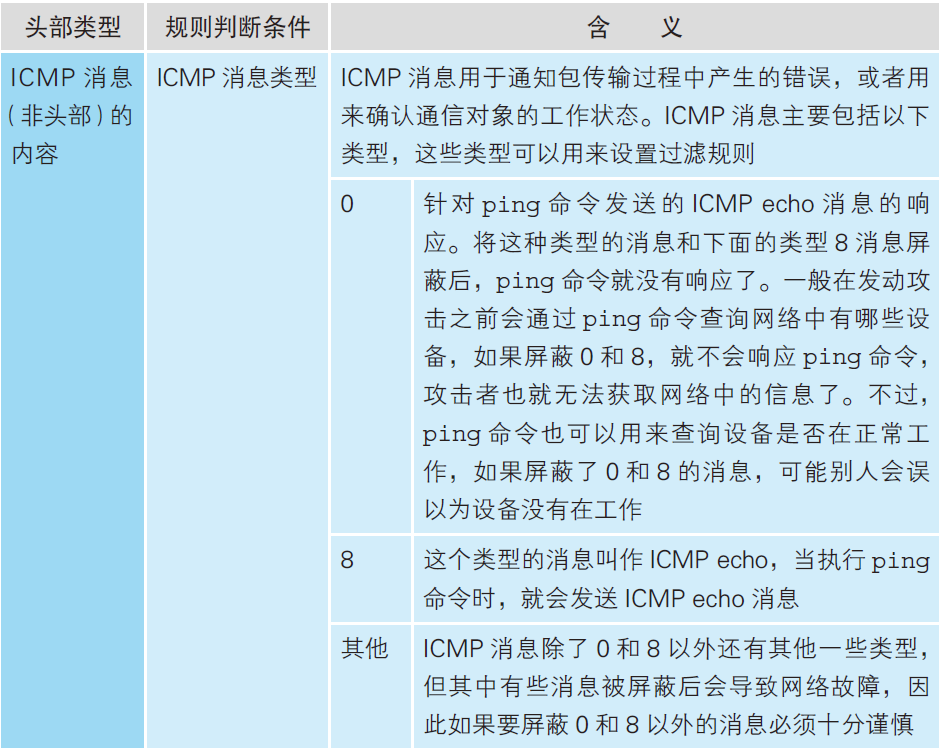 头部类型 规则判断条件 含 义
ICMP 消息(非头部)的内容 ICMP 消息类型 ICMP 消息用于通知包传输过程中产生的错误，或者用
来确认通信对象的工作状态。ICMP 消息主要包括以下
类型，这些类型可以用来设置过滤规则
0 针对 ping 命令发送的 ICMP echo 消息的响
应。将这种类型的消息和下面的类型 8 消息屏
蔽后，ping 命令就没有响应了。一般在发动攻
击之前会通过 ping 命令查询网络中有哪些设
备，如果屏蔽 0 和 8，就不会响应 ping 命令，
攻击者也就无法获取网络中的信息了。不过，
ping 命令也可以用来查询设备是否在正常工
作，如果屏蔽了 0 和 8 的消息，可能别人会误
以为设备没有在工作
8 这个类型的消息叫作 ICMP echo，当执行 ping
命令时，就会发送 ICMP echo 消息
其他 ICMP 消息除了 0 和 8 以外还有其他一些类型，
但其中有些消息被屏蔽后会导致网络故障，因
此如果要屏蔽 0 和 8 以外的消息必须十分谨慎